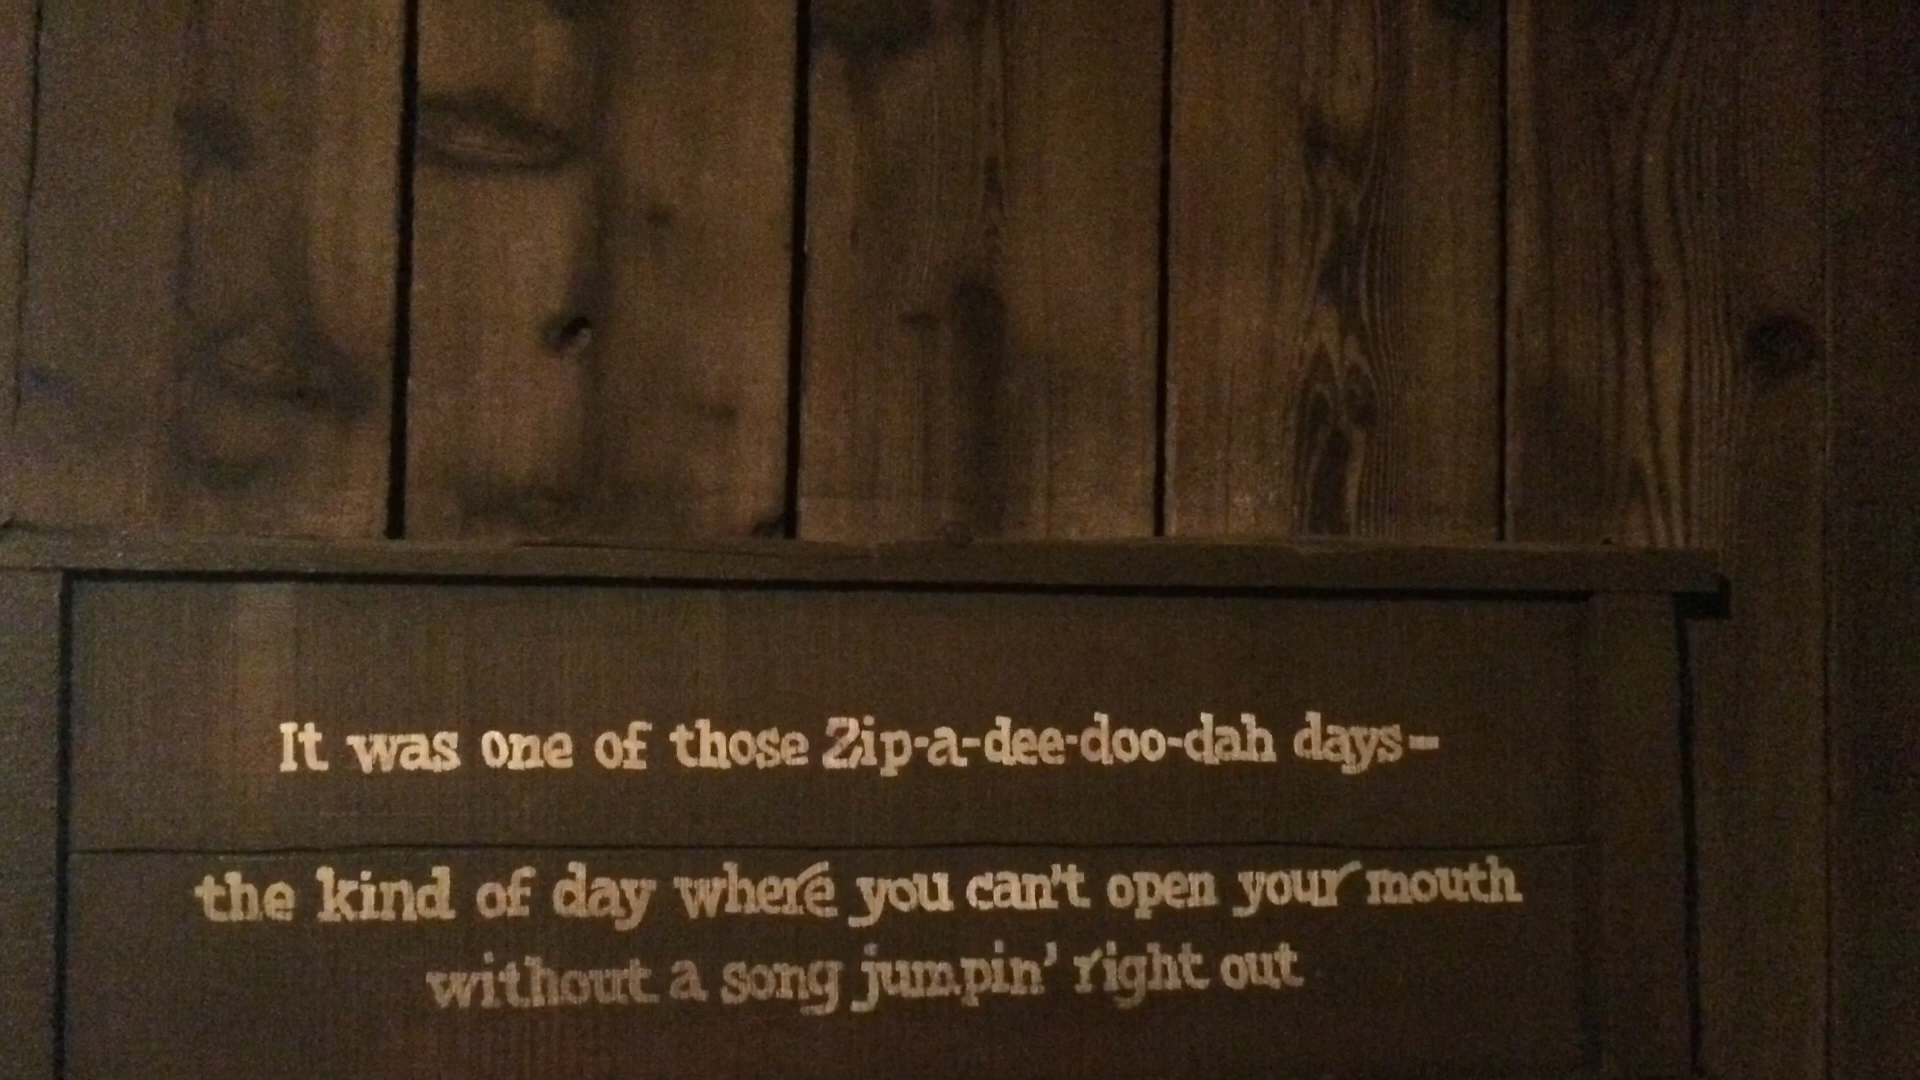 It was one of those Zip-a-dee-doo-dah days-
the kind of day where you can't open your mouth
without a song jumpin' right out